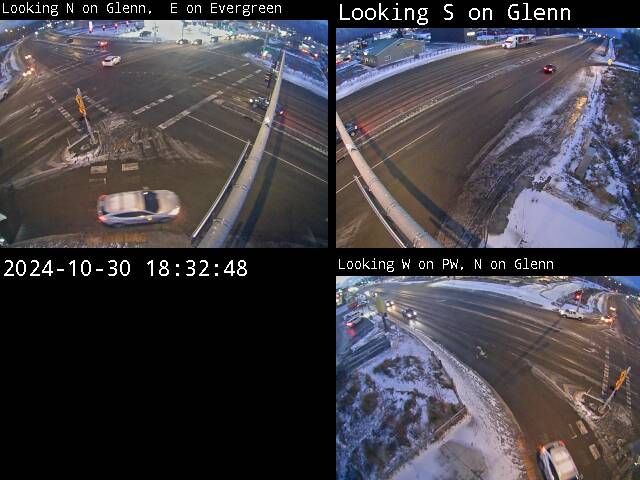 Looking N on Glenn,  E on Evergreen
Looking S on Glenn
2024-10-30 18:32:48
Looking W on PW, N on Glenn